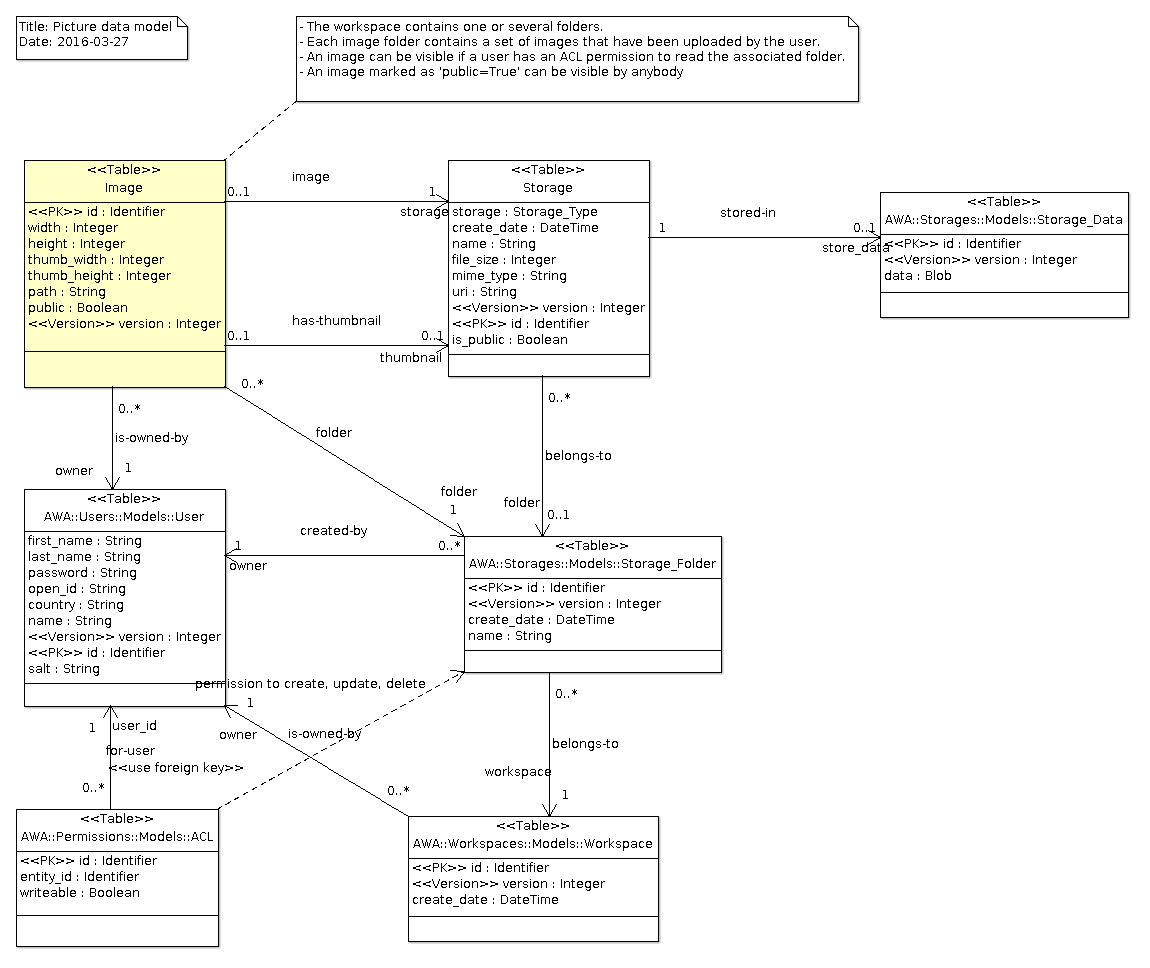 Title: Picture data model
Date: 2016-03-27
- The workspace contains one or several folders.
- Each image folder contains a set of images that have been uploaded by the user.
- An image can be visible if a user has an ACL permission to read the associated folder.
- An image marked as 'public=True' can be visible by anybody
<<Table>>
Image
<<PK>> id : Identifier
width : Integer
height : Integer
thumb_width : Integer
thumb_height : Integer
path : String
public : Boolean
<<Version>> version : Integer
image
0..1
1
storage
has-thumbnail
0..1
0..1
thumbnail
<<Table>>
Storage
storage : Storage_Type
create_date : DateTime
name : String
file_size : Integer
mime_type : String
uri : String
<<Version>> version : Integer
<<PK>> id : Identifier
is_public : Boolean
stored-in
1
0..1
store_data
<<Table>>
AWA::Storages::Models::Storage_Data
<<PK>> id : Identifier
<<Version>> version : Integer
data : Blob
0..*
is-owned-by
owner
1
0..*
folder
folder
1
0..*
belongs-to
folder
0..1
<<Table>>
AWA::Users::Models::User
first_name : String
last_name : String
password : String
open_id : String
country : String
name : String
<<Version>> version : Integer
<<PK>> id : Identifier
salt : String
created-by
1
0..*
owner
<<Table>>
AWA::Storages::Models::Storage_Folder
<<PK>> id : Identifier
<<Version>> version : Integer
create_date : DateTime
name : String
permission to create, update, delete
1
user_id
for-user
<<use foreign key>>
0..*
1
owner
is-owned-by
0..*
0..*
belongs-to
workspace
1
<<Table>>
AWA::Permissions::Models::ACL
<<PK>> id : Identifier
entity_id : Identifier
writeable : Boolean
<<Table>>
AWA::Workspaces::Models::Workspace
<<PK>> id : Identifier
<<Version>> version : Integer
create_date : DateTime